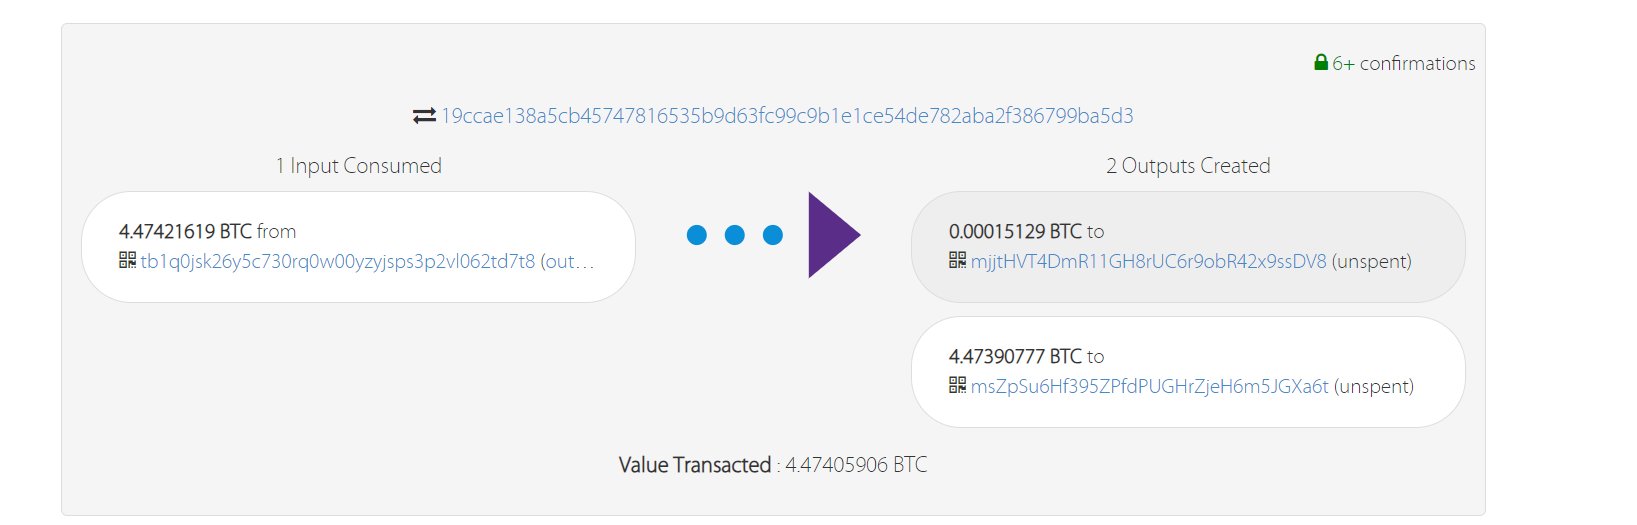 6+ confirmations
19ccae138a5cb45747816535b9d63fc99c9b1e1ce54de782aba2f386799ba5d3
1 Input Consumed
2 Outputs Created
4.47421619 BTC from
tb1q0jsk26y5c730rq0w00yzyjsps3p2vl062td7t8 (out...
0.00015129 BTC to
mjjtHVT4DmR11GH8rUC6r9obR42x9ssDV8 (unspent)
4.47390777 BTC to
msZpSu6Hf395ZPfdPUGHrZjeH6m5JGXa6t (unspent)
Value Transacted : 4.47405906 BTC